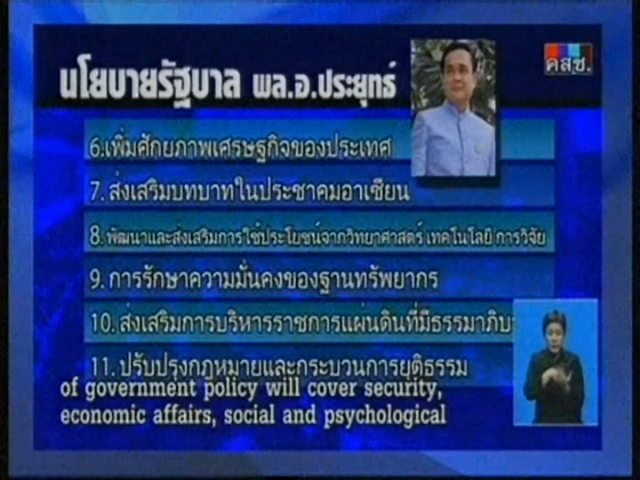 นโยบายรัฐบาล พล.อ.ประยุทธ์
คสช.
6.เพิ่มศักยภาพเศรษฐกิจของประเทศ
7. ส่งเสริมบทบาทในประชาคมอาเซียน
8. พัฒนาและส่งเสริมการใช้ประโยชน์จากวิทยาศาสตร์ เทคโนโลยี การวิจัย
9. การรักษาความมั่นคงของฐานทรัพยากร
10. ส่งเสริมการบริหารราชการแผ่นดินที่มี
11. ปรับปรุงกฎหมายและกระบวนการยุติธรรม
of government policy will cover security,
economic affairs, social and psychological